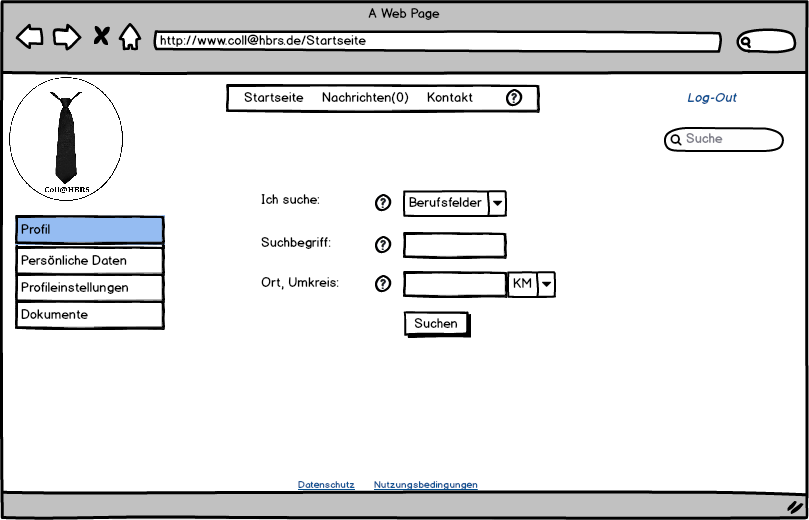 A Web Page
http://www.coll@hbrs.de/Startseite
Startseite Nachrichten(0) Kontakt ?
Log-Out
Suche
Coll@HBRS
Ich suche: ? Berufsfelder
Profil
Suchbegriff: ?
Persönliche Daten
Ort, Umkreis: ? KM
Profileinstellungen
Dokumente
Suchen
Datenschutz Nutzungsbedingungen